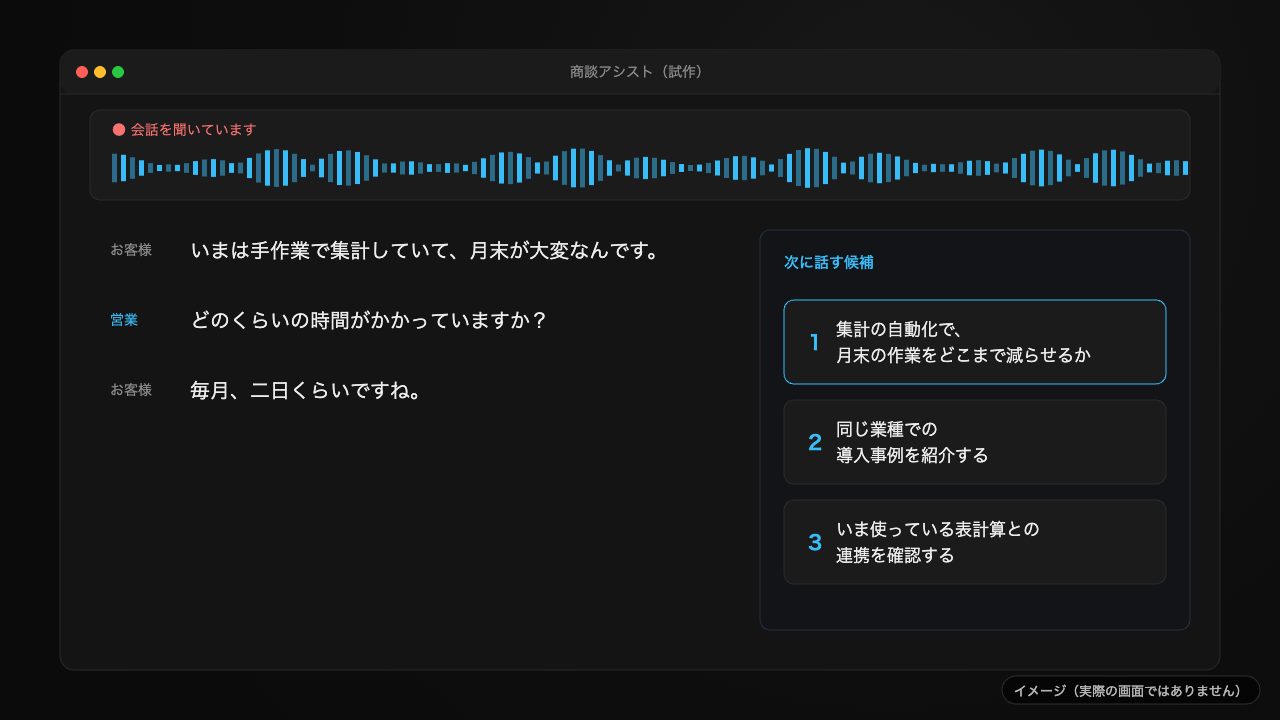 商談アシスト（試作）
会話を聞いています
お客様 いまは手作業で集計していて、月末が大変なんです。
営業 どのくらいの時間がかかっていますか？
お客様 毎月、二日くらいですね。
次に話す候補
1 集計の自動化で、
月末の作業をどこまで減らせるか
2 同じ業種での
導入事例を紹介する
3 いま使っている表計算との
連携を確認する
イメージ（実際の画面ではありません）